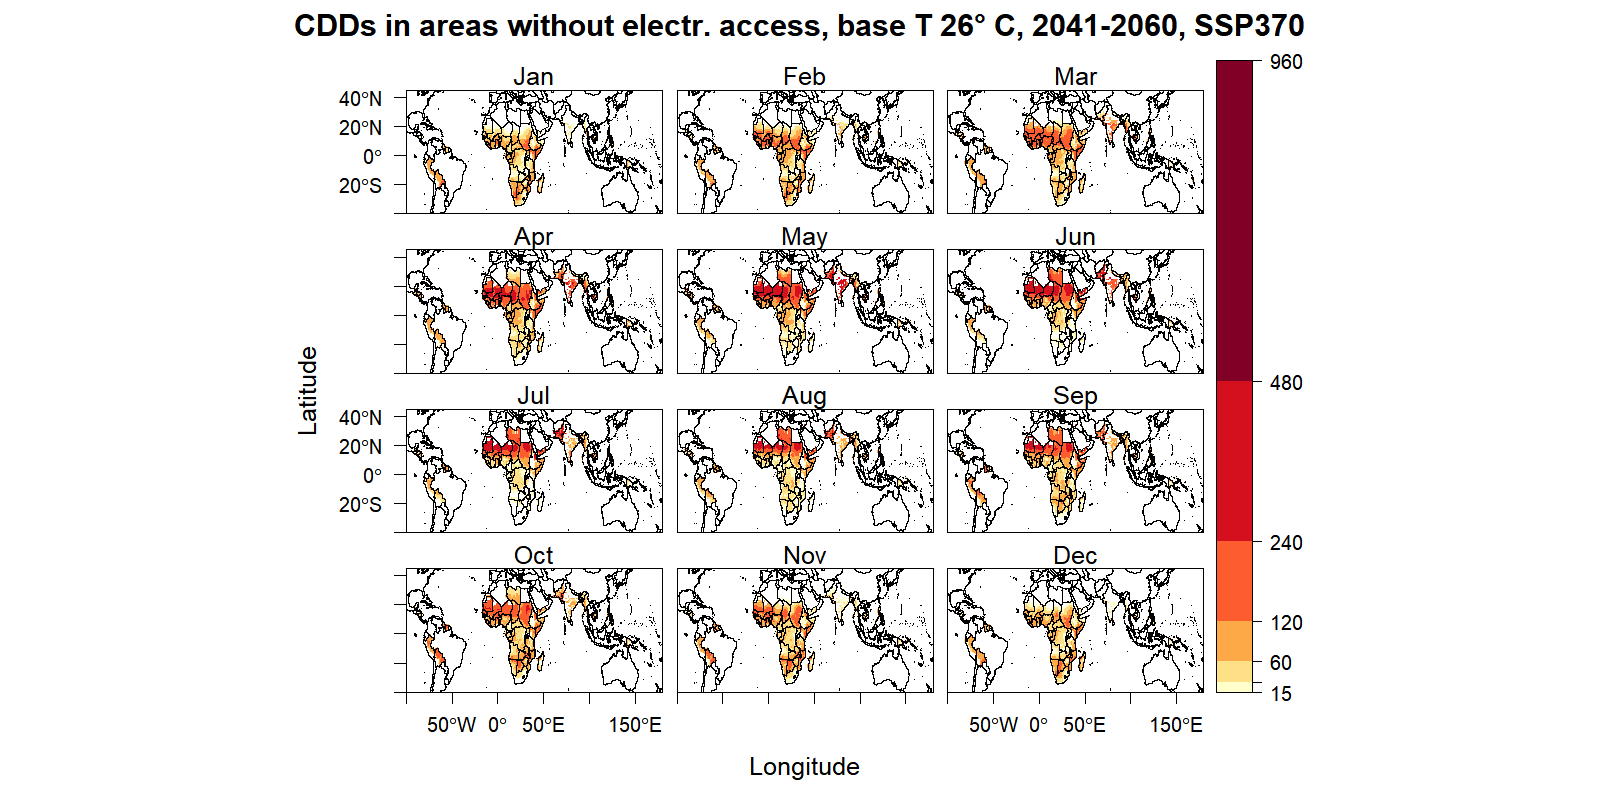 CDDs in areas without electr. access, base T 26° C, 2041-2060, SSP370
Jan Feb Mar
40°N
20°N
0°
20°S
Apr May Jun
Jul Aug Sep
40°N
20°N
0°
20°S
Oct Nov Dec
50°W 0° 50°E 150°E 50°W 0° 50°E 150°E
Latitude
Longitude
960
480
240
120
60
15